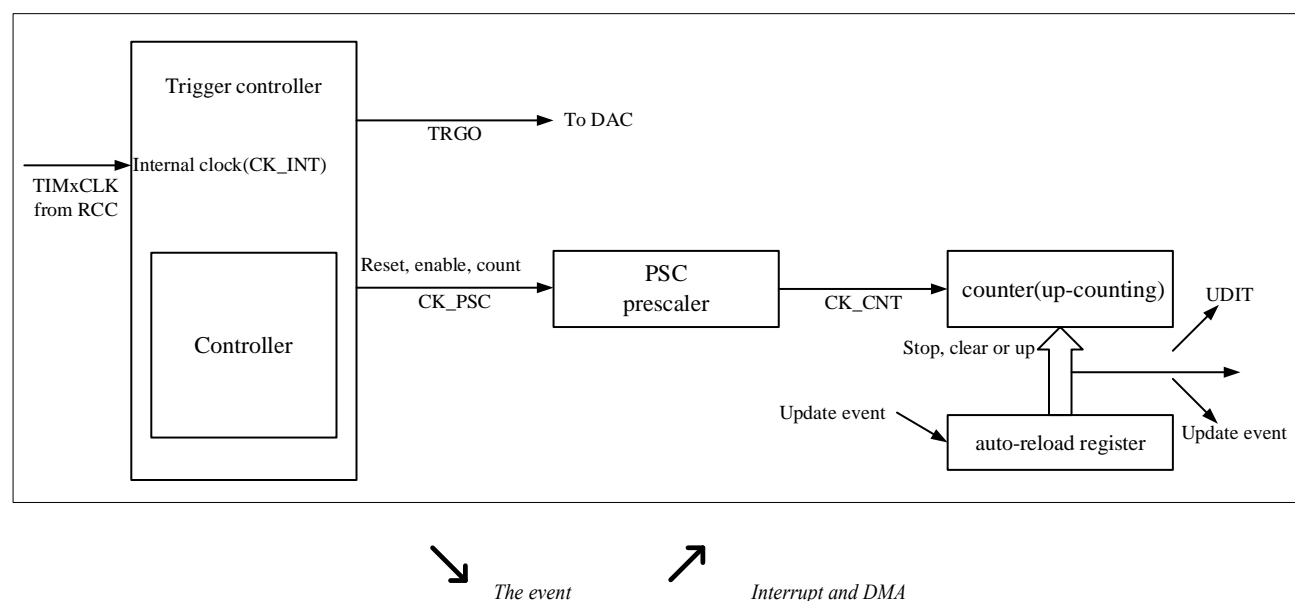 Trigger controller
To DAC
TRGO
Internal clock(CK_INT)
TIMxCLK
from RCC
Reset, enable, count
CK_PSC
PSC
prescaler
CK_CNT
counter(up-counting)
UDIT
Controller
Stop, clear or up
Update event
auto-reload register
Update event
The event
Interrupt and DMA